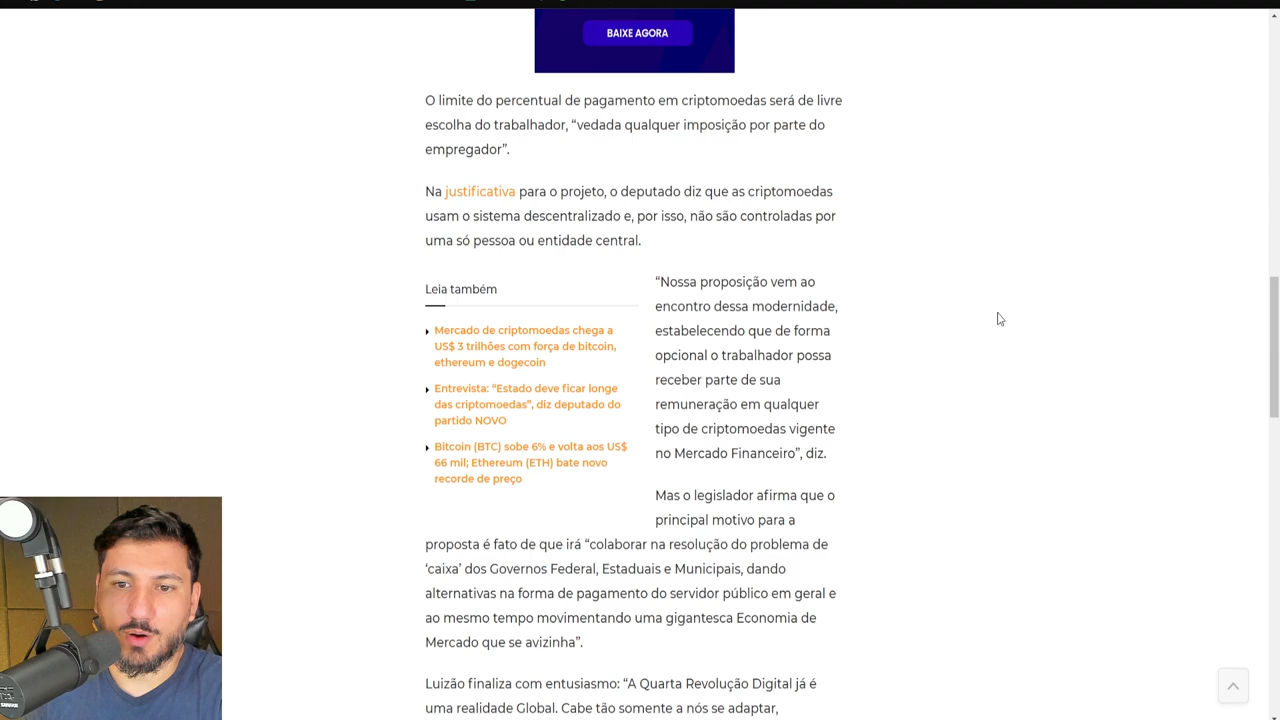 BAIXE AGORA
O limite do percentual de pagamento em criptomoedas será de livre
escolha do trabalhador, “vedada qualquer imposição por parte do
empregador”.
Na justificativa para o projeto, o deputado diz que as criptomoedas
usam o sistema descentralizado e, por isso, não são controladas por
uma só pessoa ou entidade central.
Leia também
Mercado de criptomoedas chega a
US$ 3 trilhões com força de bitcoin,
ethereum e dogecoin
Entrevista: “Estado deve ficar longe
das criptomoedas”, diz deputado do
partido NOVO
Bitcoin (BTC) sobe 6% e volta aos US$
66 mil; Ethereum (ETH) bate novo
recorde de preço
“Nossa proposição vem ao
encontro dessa modernidade,
estabelecendo que de forma
opcional o trabalhador possa
receber parte de sua
remuneração em qualquer
tipo de criptomoedas vigente
no Mercado Financeiro”, diz.
Mas o legislador afirma que o
principal motivo para a
proposta é fato de que irá “colaborar na resolução do problema de
‘caixa’ dos Governos Federal, Estaduais e Municipais, dando
alternativas na forma de pagamento do servidor público em geral e
ao mesmo tempo movimentando uma gigantesca Economia de
Mercado que se avizinha”.
Luizão finaliza com entusiasmo: “A Quarta Revolução Digital já é
uma realidade Global. Cabe tão somente a nós se adaptar,